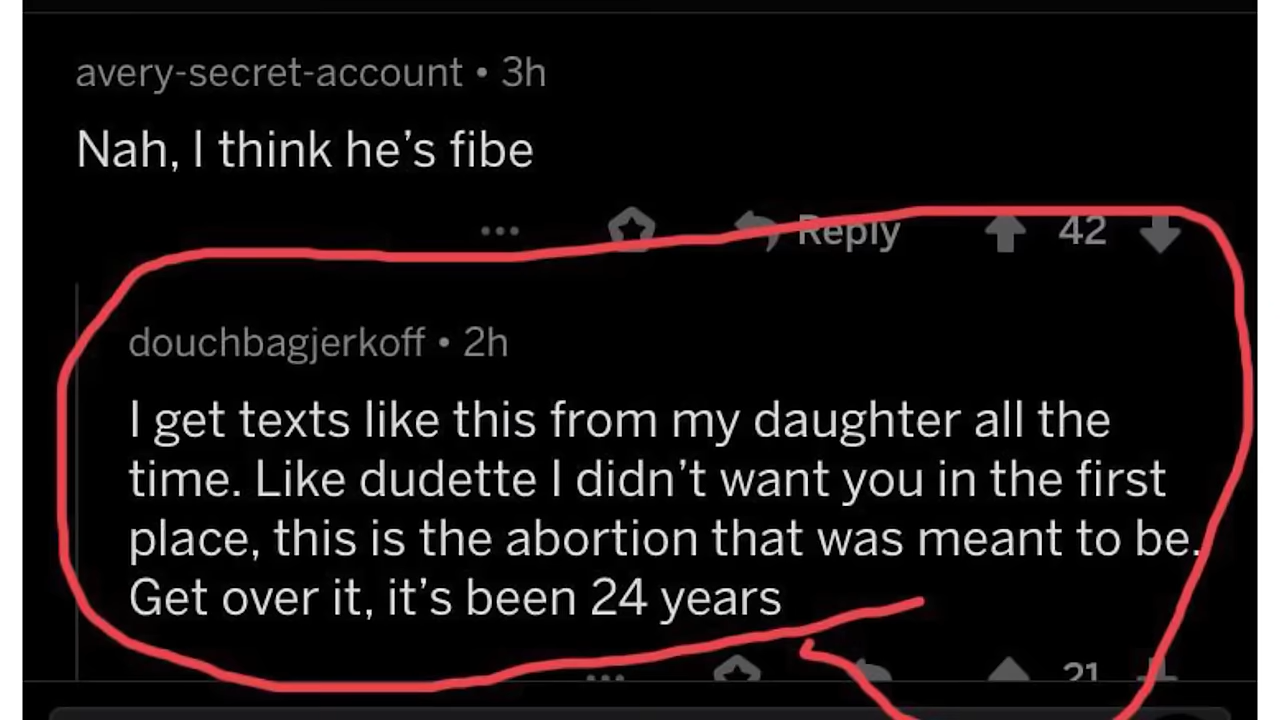 avery-secret-account • 3h
Nah, I think he's fibe
Reply 42
douchbagjerkoff • 2h
I get texts like this from my daughter all the
time. Like dudette I didn't want you in the first
place, this is the abortion that was meant to be.
Get over it, it's been 24 years
21